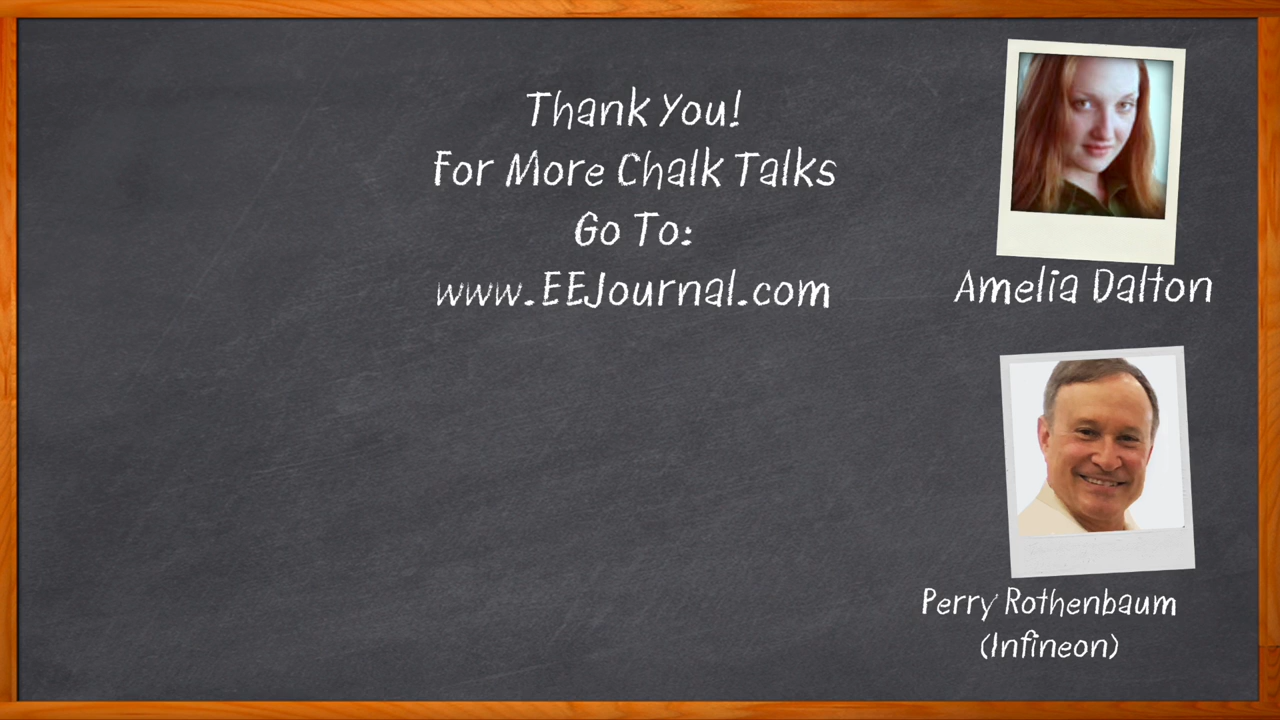 Thank You!
For More Chalk Talks
Go To:
www.EEJournal.com
Amelia Dalton
Perry Rothenbaum
(Infineon)